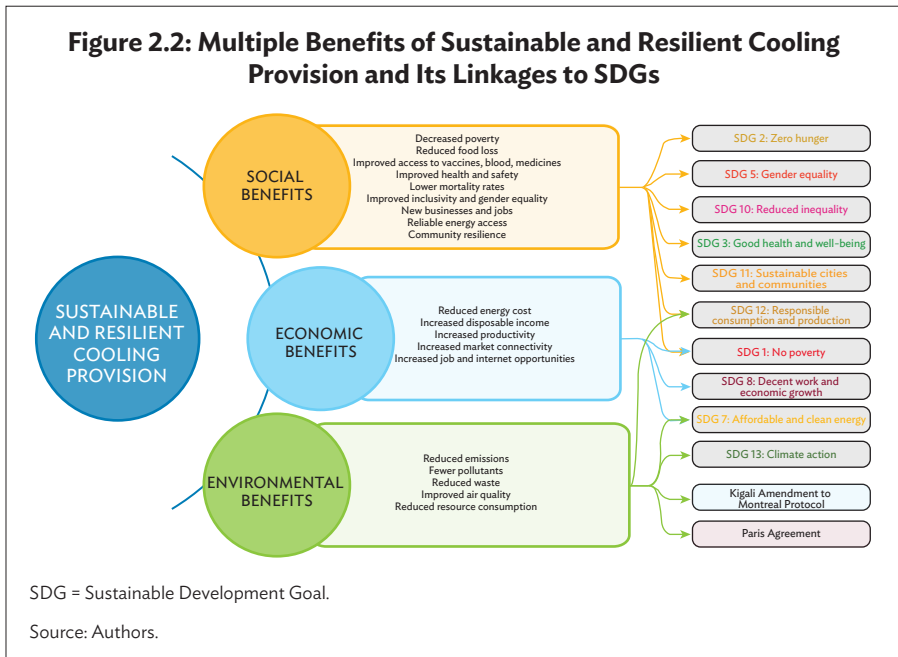 Figure 2.2: Multiple Benefits of Sustainable and Resilient Cooling
Provision and Its Linkages to SDGs
SUSTAINABLE
AND RESILIENT
COOLING
PROVISION
SOCIAL
BENEFITS
Decreased poverty
Reduced food loss
Improved access to vaccines, blood, medicines
Improved health and safety
Lower mortality rates
Improved inclusivity and gender equality
New businesses and jobs
Reliable energy access
Community resilience
ECONOMIC
BENEFITS
Reduced energy cost
Increased disposable income
Increased productivity
Increased market connectivity
Increased job and internet opportunities
ENVIRONMENTAL
BENEFITS
Reduced emissions
Fewer pollutants
Reduced waste
Improved air quality
Reduced resource consumption
SDG 2: Zero hunger
SDG 5: Gender equality
SDG 10: Reduced inequality
SDG 3: Good health and well-being
SDG 11: Sustainable cities
and communities
SDG 12: Responsible
consumption and production
SDG 1: No poverty
SDG 8: Decent work and
economic growth
SDG 7: Affordable and clean energy
SDG 13: Climate action
Kigali Amendment to
Montreal Protocol
Paris Agreement
SDG = Sustainable Development Goal.
Source: Authors.